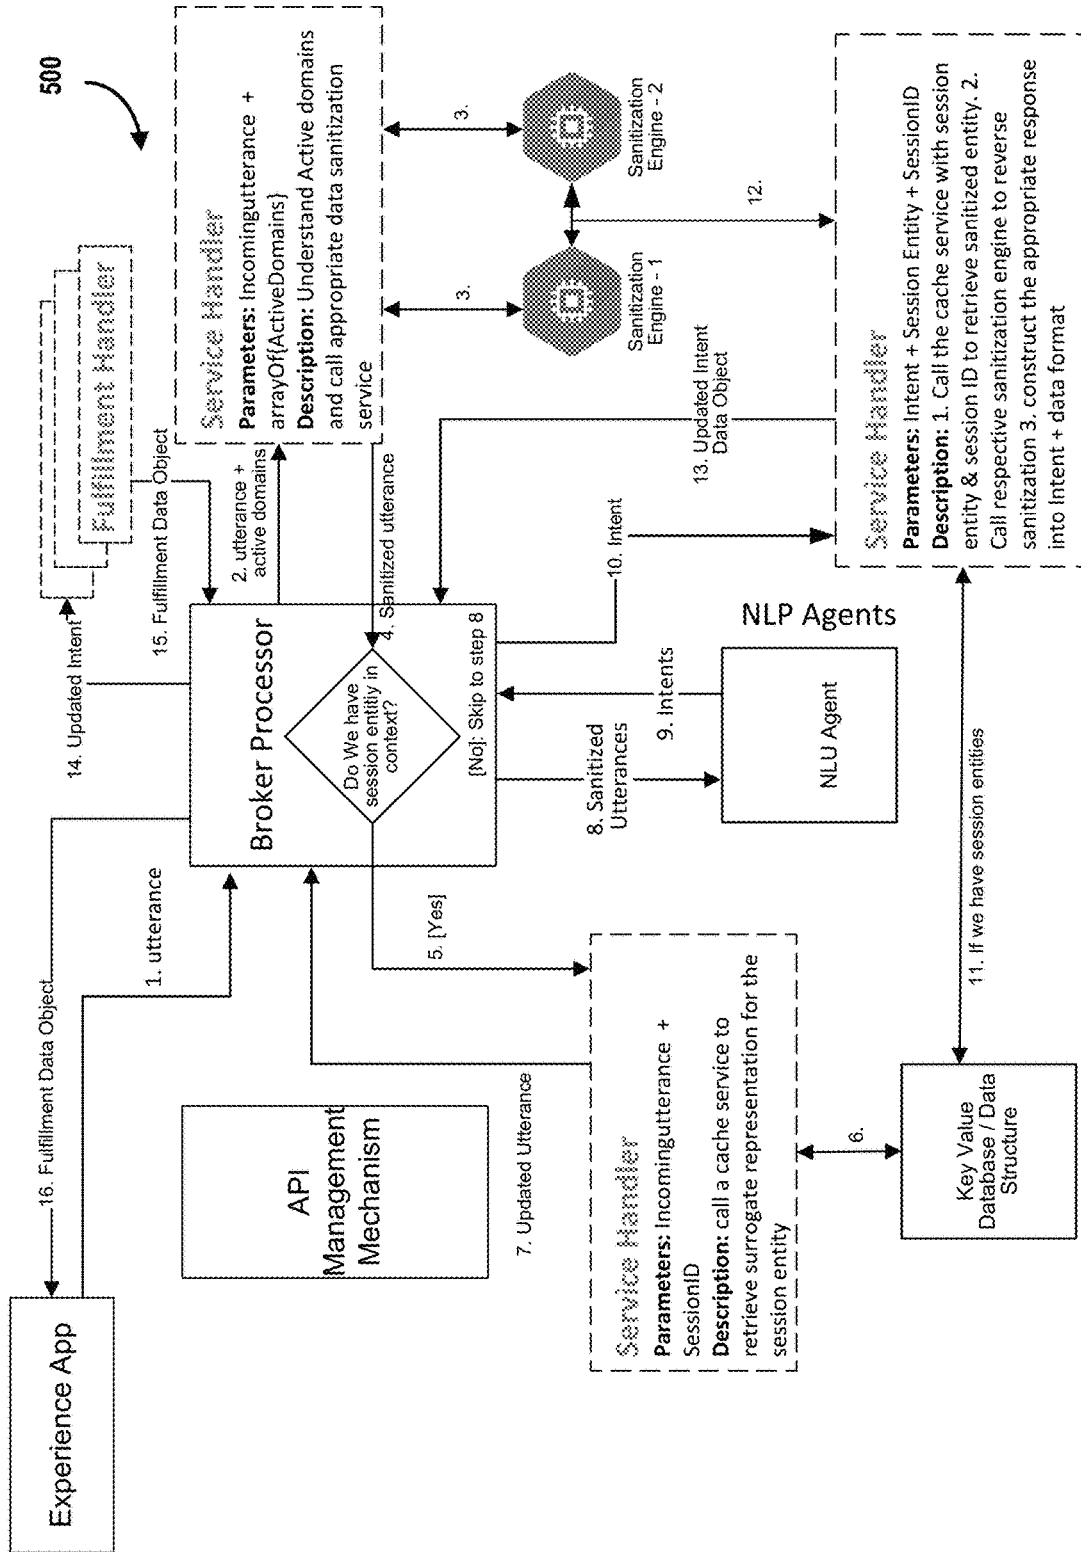 500
Experience App
16. Fulfillment Data Object
1. utterance
14. Updated Intent
15. Fulfillment Data Object
Fulfillment Handler
API
Management
Mechanism
Broker Processor
Do We have
session entitiy in
context?
[No]: Skip to step 8
2. utterance +
active domains
4. Sanitized utterance
Service Handler
Parameters: Incomingutterance +
arrayOf{ActiveDomains}
Description: Understand Active domains
and call appropriate data sanitation
service
3.
3.
Sanitization
Engine - 1
Sanitization
Engine - 2
12.
5. [Yes]
7. Updated Utterance
8. Sanitized
Utterances
9. Intents
10. Intent
13. Updated Intent
Data Object
Service Handler
Parameters: Incomingutterance +
SessionID
Description: call a cache service to
retrieve surrogate representation for the
session entity
6.
Key Value
Database / Data
Structure
NLP Agents
NLU Agent
11. If we have session entities
Service Handler
Parameters: Intent + Session Entity + SessionID
Description: 1. Call the cache service with session
entity & session ID to retrieve sanitized entity. 2.
Call respective sanitization engine to reverse
sanitization 3. construct the appropriate response
into Intent + data format